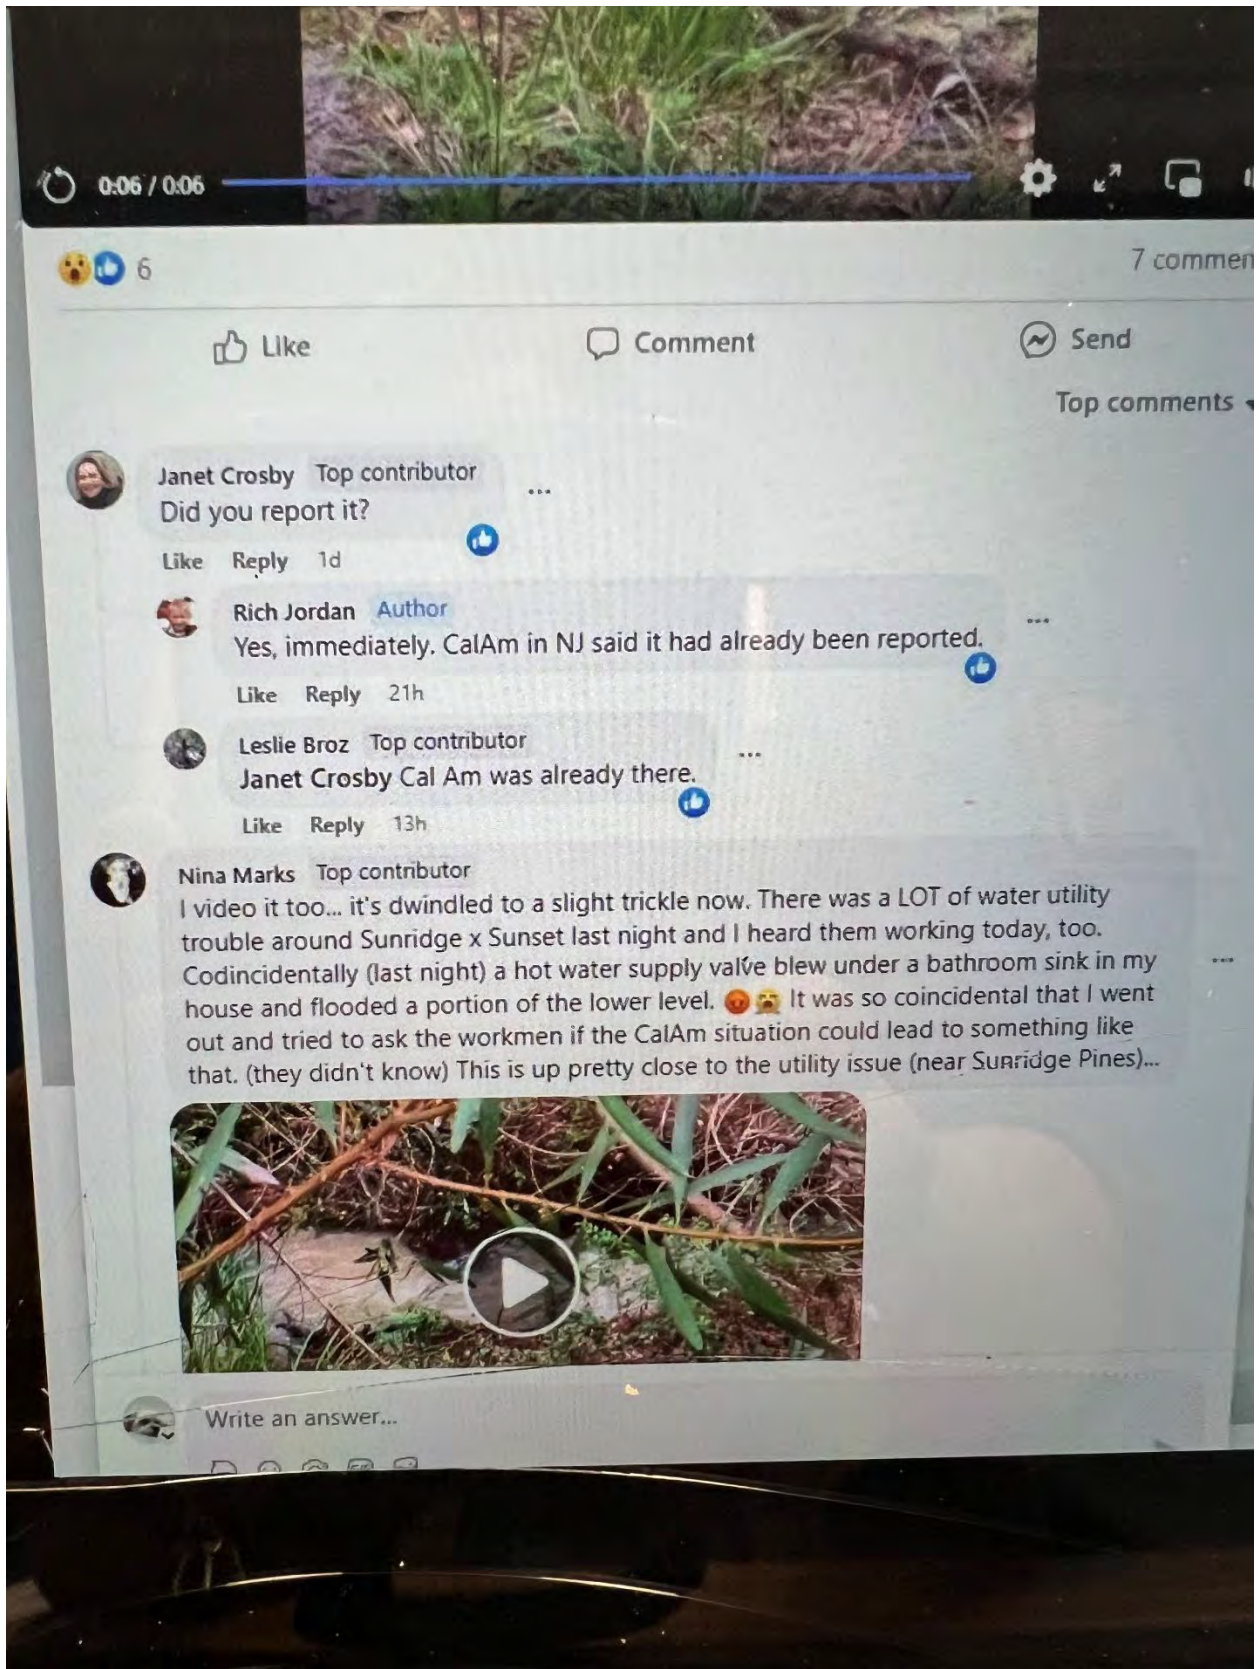 0:06 / 0:06
6
7 commen
Like Comment Send
Top comments
Janet Crosby Top contributor
Did you report it?
Like Reply 1d
Rich Jordan Author
Yes, immediately. CalAm in NJ said it had already been reported.
Like Reply 21h
Leslie Broz Top contributor
Janet Crosby Cal Am was already there.
Like Reply 13h
Nina Marks Top contributor
I video it too... it's dwindled to a slight trickle now. There was a LOT of water utility
trouble around Sunridge x Sunset last night and I heard them working today, too.
Codincidentally (last night) a hot water supply valve blew under a bathroom sink in my
house and flooded a portion of the lower level. 😡😭 It was so coincidental that I went
out and tried to ask the workmen if the CalAm situation could lead to something like
that. (they didn't know) This is up pretty close to the utility issue (near Sunridge Pines)...
Write an answer...